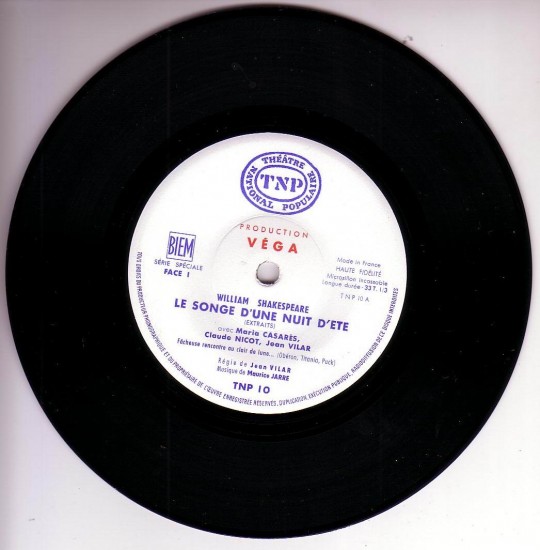 THÉÂTRE
TNP
NATIONAL POPULAIRE
PRODUCTION
VÉGA
BIEM
SÉRIE SPÉCIALE
FACE 1
Made in France
HAUTE FIDÉLITÉ
Microsillon incassable
Longue durée - 33 T. 1/3
TNP 10 A
WILLIAM SHAKESPEARE
LE SONGE D'UNE NUIT D'ETE
(EXTRAITS)
avec Maria CASARÈS,
Claude NICOT, Jean VILAR
Fâcheuse rencontre au clair de lune... (Obéron, Titania, Puck)
Régie de Jean VILAR
Musique de Maurice JARRE
TNP 10
TOUS DROITS DU PRODUCTEUR PHONOGRAPHIQUE ET DU PROPRIÉTAIRE DE L'ŒUVRE ENREGISTRÉE RÉSERVÉS, DUPLICATION, EXÉCUTION PUBLIQUE, RADIODIFFUSION DE CE DISQUE INTERDITES